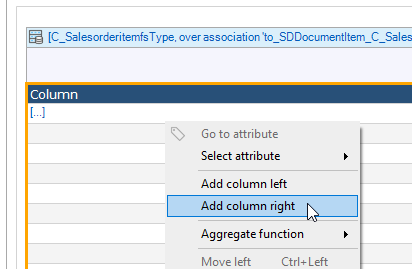 [C_SalesorderitemfsType, over association 'to_SDDocumentItem_C_Sales
Column
[...]
Go to attribute
Select attribute
Add column left
Add column right
Aggregate function
Move left Ctrl+Left